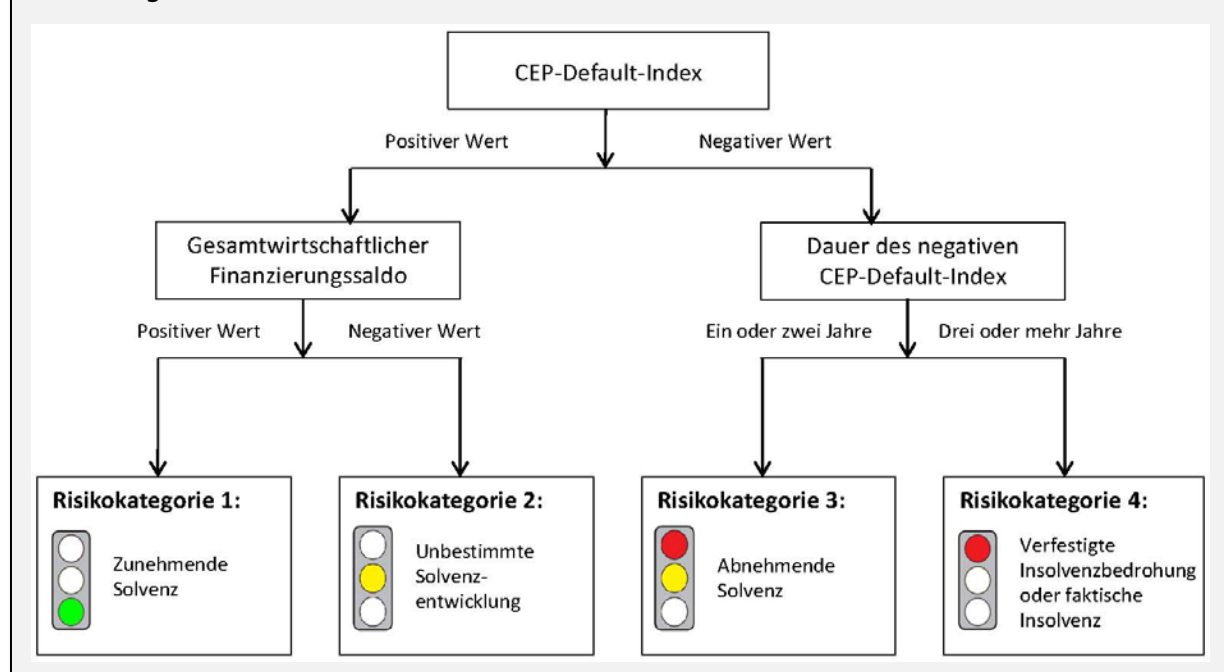 CEP-Default-Index
Positiver Wert
Negativer Wert
Gesamtwirtschaftlicher
Finanzierungssaldo
Dauer des negativen
CEP-Default-Index
Positiver Wert
Negativer Wert
Ein oder zwei Jahre
Drei oder mehr Jahre
Risikokategorie 1:
Zunehmende
Solvenz
Risikokategorie 2:
Unbestimmte
Solvenz-
entwicklung
Risikokategorie 3:
Abnehmende
Solvenz
Risikokategorie 4:
Verfestigte
Insolvenzbedrohung
oder faktische
Insolvenz